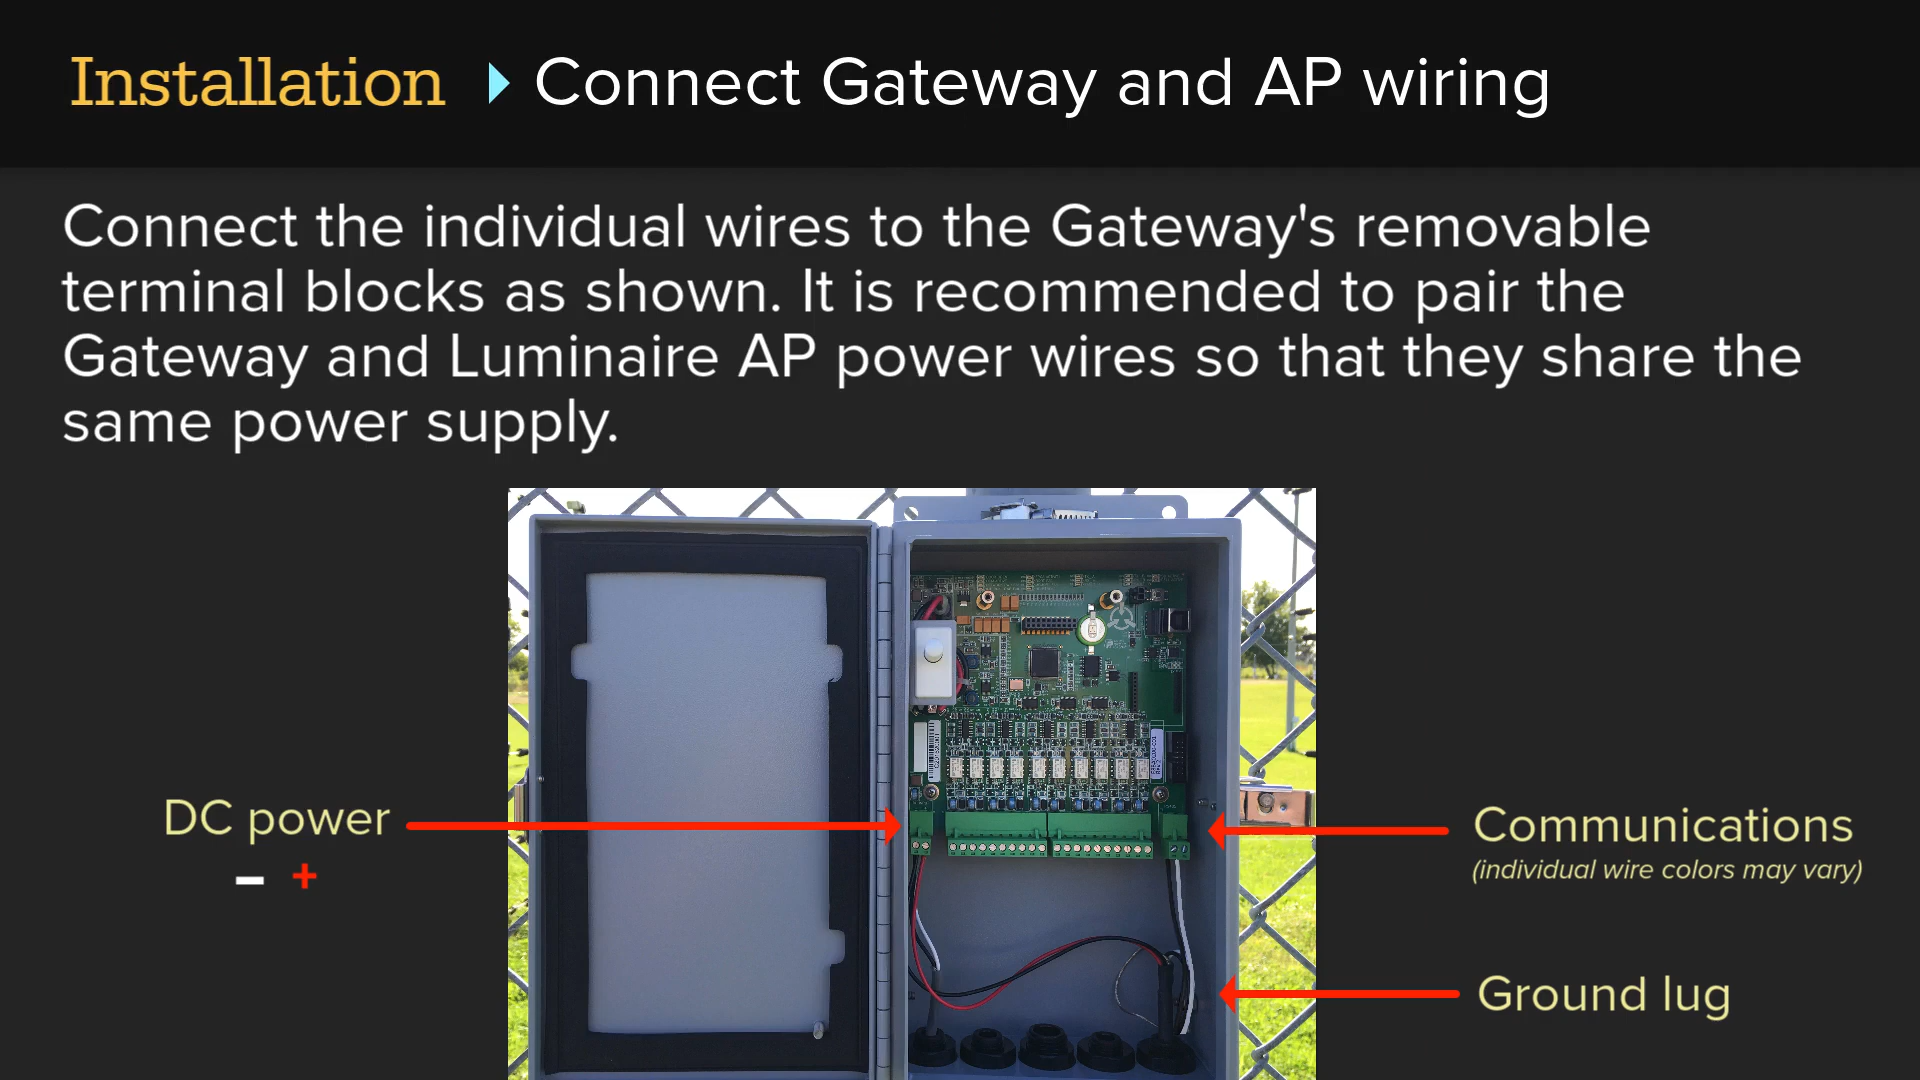 Installation Connect Gateway and AP wiring
Connect the individual wires to the Gateway's removable
terminal blocks as shown. It is recommended to pair the
Gateway and Luminaire AP power wires so that they share the
same power supply.
DC power
- +
Communications
(individual wire colors may vary)
Ground lug